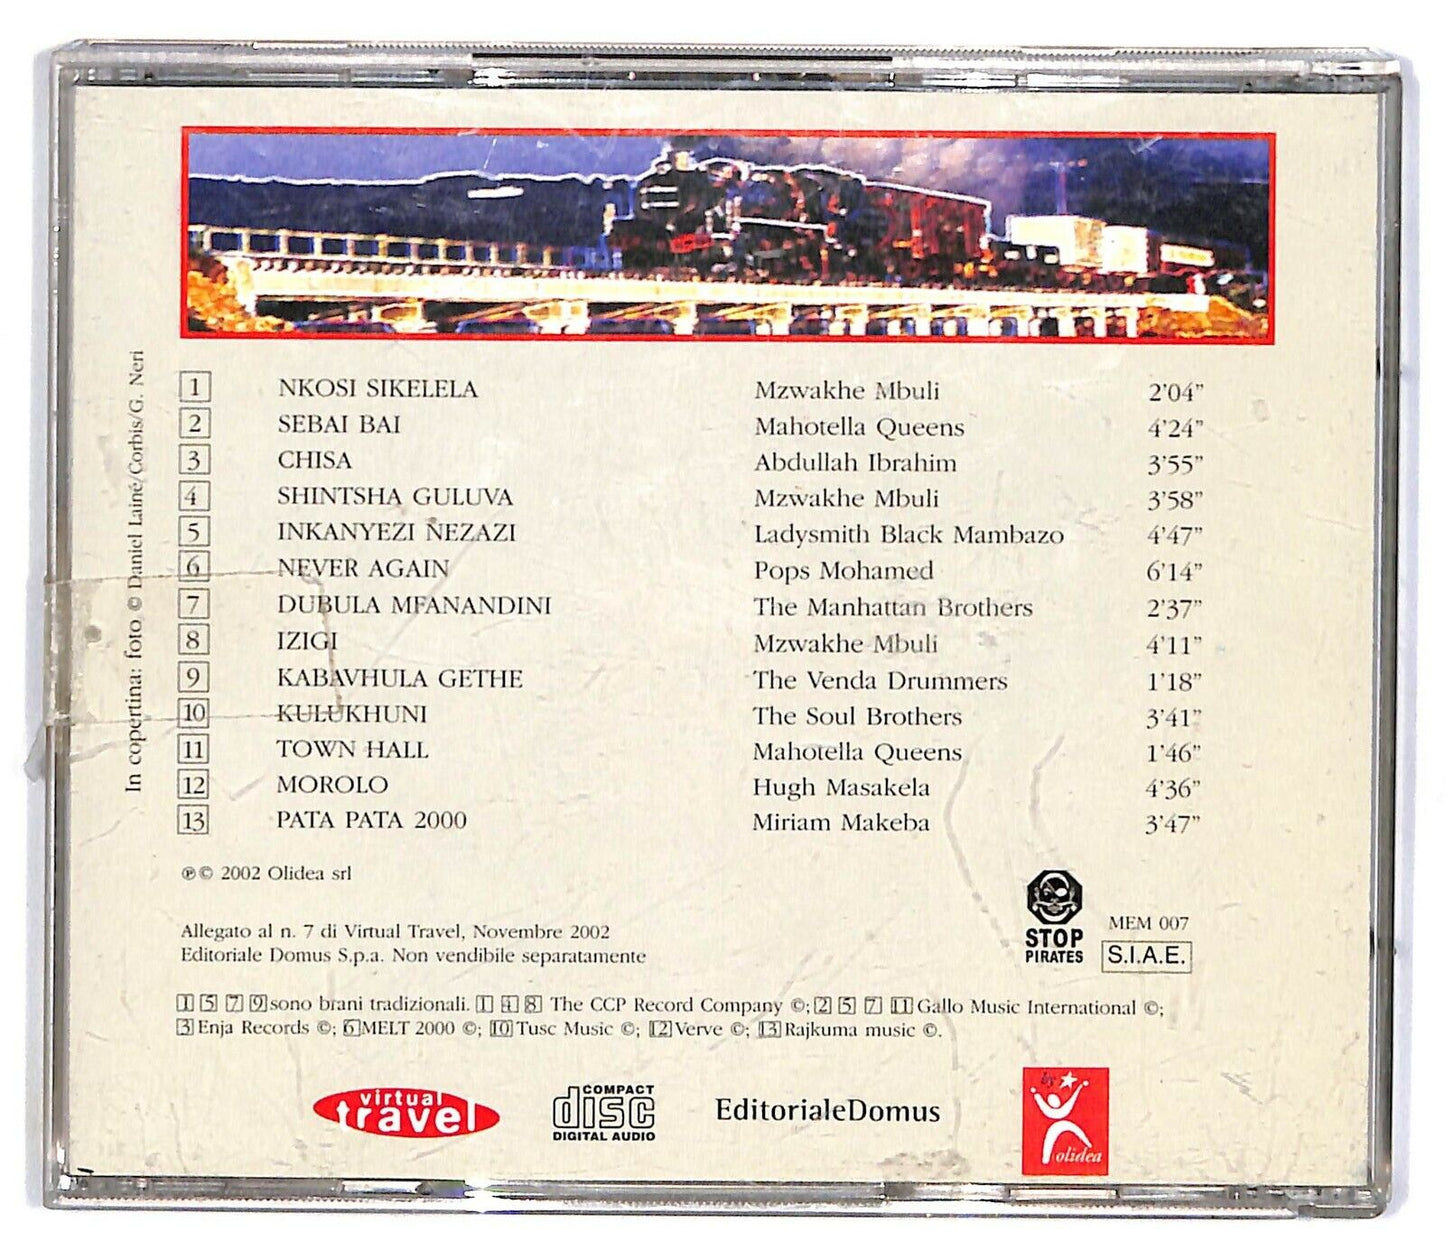 1 NKOSI SIKELELA Mzwakhe Mbuli 2'04"
2 SEBAI BAI Mahotella Queens 4'24"
3 CHISA Abdullah Ibrahim 3'55"
4 SHINTSHA GULUVA Mzwakhe Mbuli 3'58"
5 INKANYEZI NEZAZI Ladysmith Black Mambazo 4'47"
6 NEVER AGAIN Pops Mohamed 6'14"
7 DUBULA MFANANDINI The Manhattan Brothers 2'37"
8 IZIGI Mzwakhe Mbuli 4'11"
9 KABAVHULA GETHE The Venda Drummers 1'18"
10 KULUKHUNI The Soul Brothers 3'41"
11 TOWN HALL Mahotella Queens 1'46"
12 MOROLO Hugh Masakela 4'36"
13 PATA PATA 2000 Miriam Makeba 3'47"
In copertina: foto © Daniel Lainé/Corbis/G. Neri
℗© 2002 Olidea srl
Allegato al n. 7 di Virtual Travel, Novembre 2002
Editoriale Domus S.p.a. Non vendibile separatamente
STOP
PIRATES
MEM 007
S.I.A.E.
1 5 7 9 sono brani tradizionali. 1 4 8 The CCP Record Company ©; 2 5 7 11 Gallo Music International ©;
3 Enja Records ©; 6 MELT 2000 ©; 10 Tusc Music ©; 12 Verve ©; 13 Rajkuma music ©.
virtual
travel
COMPACT
disc
DIGITAL AUDIO
EditorialeDomus
by
olidea